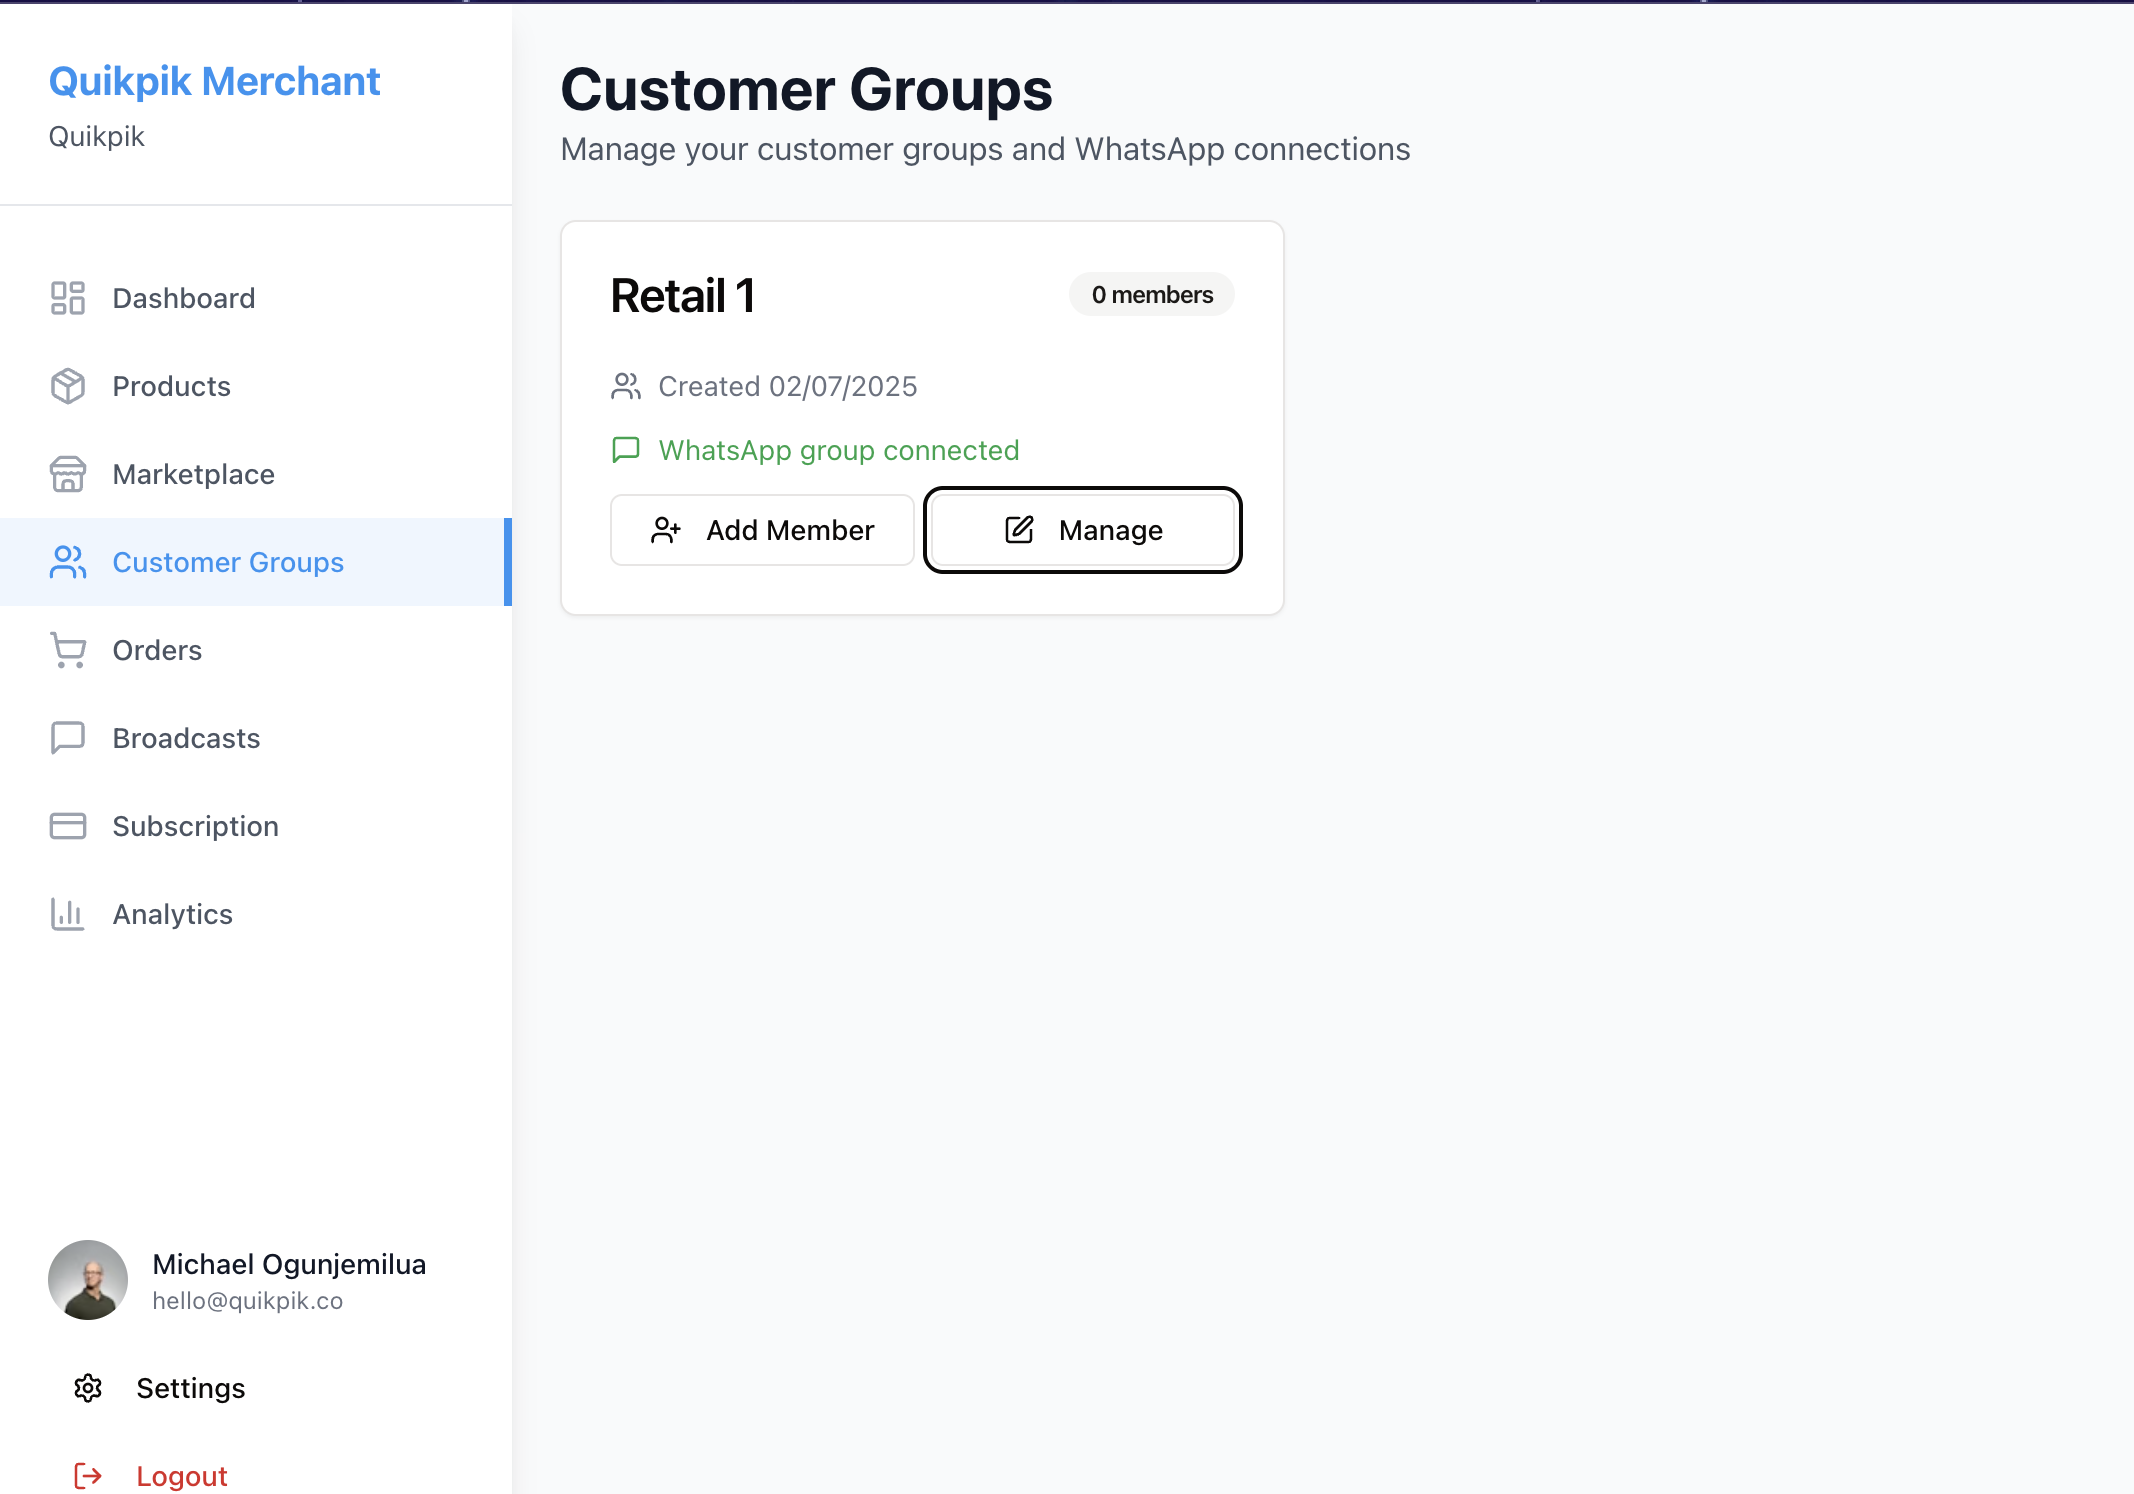 Quikpik Merchant
Quikpik
Dashboard
Products
Marketplace
Customer Groups
Orders
Broadcasts
Subscription
Analytics
Michael Ogunjemilua
hello@quikpik.co
Settings
Logout
Customer Groups
Manage your customer groups and WhatsApp connections
Retail 1
0 members
Created 02/07/2025
WhatsApp group connected
Add Member
Manage